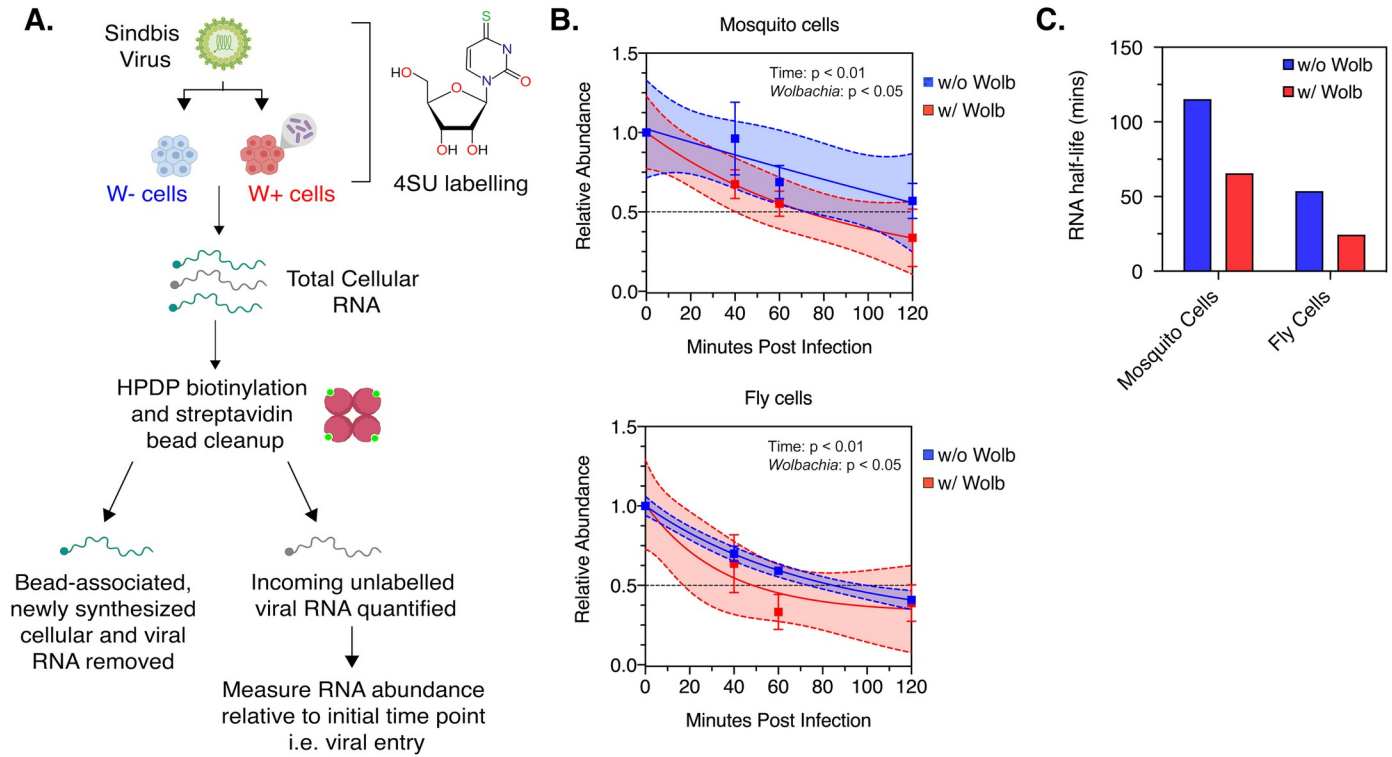 A.
Sindbis
Virus
W- cells
W+ cells
S
N
N
O
O
HO
OH OH
4SU labelling
Total Cellular
RNA
HPDP biotinylation
and streptavidin
bead cleanup
Bead-associated,
newly synthesized
cellular and viral
RNA removed
Incoming unlabelled
viral RNA quantified
Measure RNA abundance
relative to initial time point
i.e. viral entry
B.
Mosquito cells
Relative Abundance
1.5
1.0
0.5
0.0
Time: p < 0.01
Wolbachia: p < 0.05
w/o Wolb
w/ Wolb
0 20 40 60 80 100 120
Minutes Post Infection
Fly cells
Relative Abundance
1.5
1.0
0.5
0.0
Time: p < 0.01
Wolbachia: p < 0.05
w/o Wolb
w/ Wolb
0 20 40 60 80 100 120
Minutes Post Infection
C.
RNA half-life (mins)
150
100
50
0
w/o Wolb
w/ Wolb
Mosquito Cells
Fly Cells